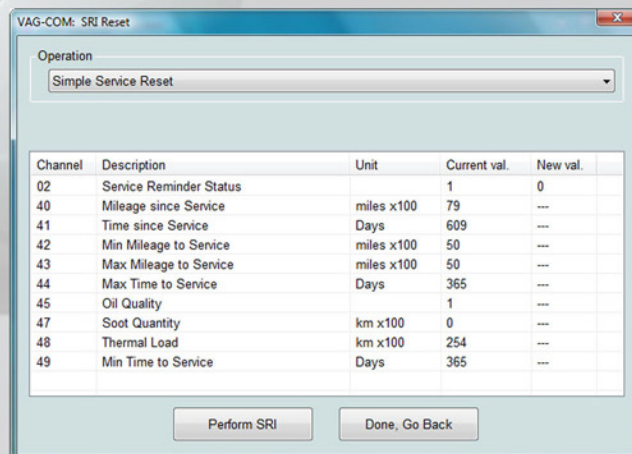 VAG-COM: SRI Reset
Operation
Simple Service Reset
Channel Description Unit Current val. New val.
02 Service Reminder Status 1 0
40 Mileage since Service miles x100 79 ---
41 Time since Service Days 609 ---
42 Min Mileage to Service miles x100 50 ---
43 Max Mileage to Service miles x100 50 ---
44 Max Time to Service Days 365 ---
45 Oil Quality 1 ---
47 Soot Quantity km x100 0 ---
48 Thermal Load km x100 254 ---
49 Min Time to Service Days 365 ---
Perform SRI Done, Go Back